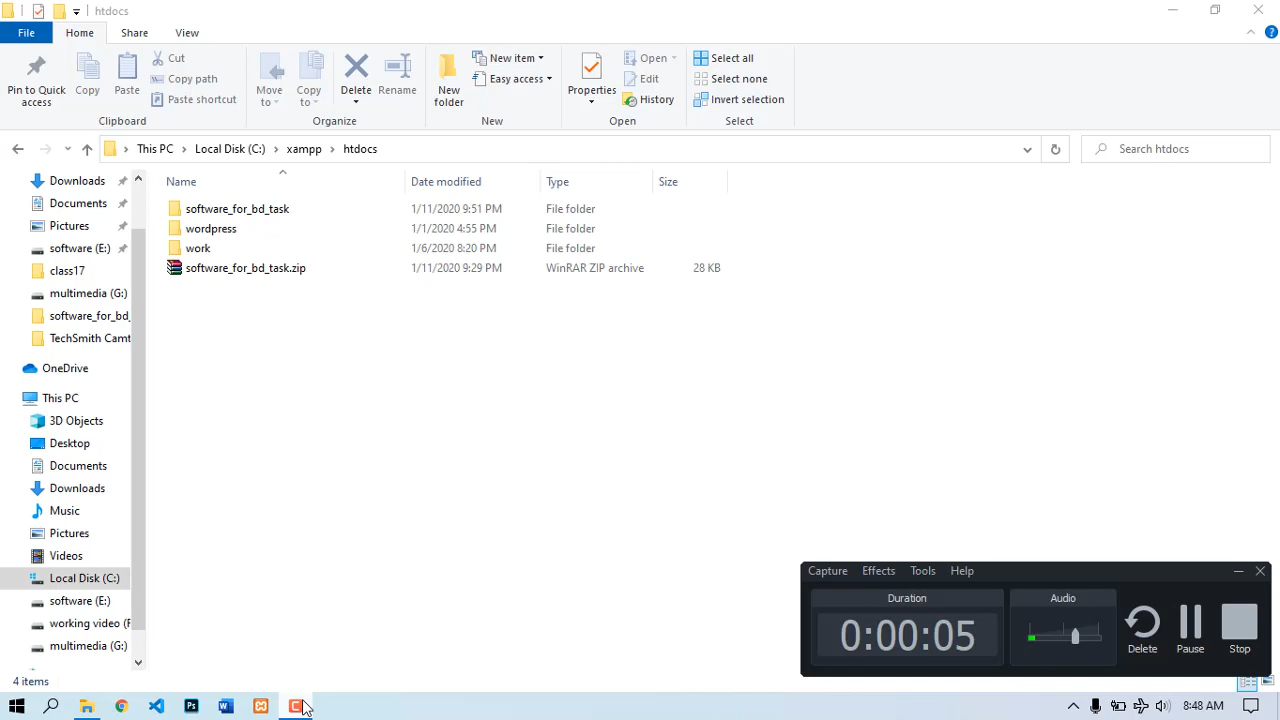 htdocs
File
Home
Share
View
Pin to Quick access
Copy
Paste
Cut
Copy path
Paste shortcut
Clipboard
Move to
Copy to
Delete
Rename
Organize
New folder
New item
Easy access
New
Properties
Open
Edit
History
Open
Select all
Select none
Invert selection
Select
This PC
Local Disk (C:)
xampp
htdocs
Search htdocs
Name
Date modified
Type
Size
software_for_bd_task 1/11/2020 9:51 PM File folder
wordpress 1/1/2020 4:55 PM File folder
work 1/6/2020 8:20 PM File folder
software_for_bd_task.zip 1/11/2020 9:29 PM WinRAR ZIP archive 28 KB
Downloads
Documents
Pictures
software (E:)
class17
multimedia (G:)
software_for_bd_
TechSmith Camt
OneDrive
This PC
3D Objects
Desktop
Documents
Downloads
Music
Pictures
Videos
Local Disk (C:)
software (E:)
working video (F
multimedia (G:)
4 items
Capture
Effects
Tools
Help
Duration
0:00:05
Audio
Delete
Pause
Stop
Ps
8:48 AM